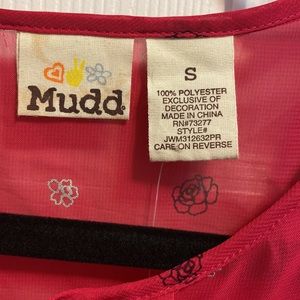 Mudd.
S
100% POLYESTER
EXCLUSIVE OF
DECORATION
MADE IN CHINA
RN#73277
STYLE#
JWM312632PR
CARE ON REVERSE